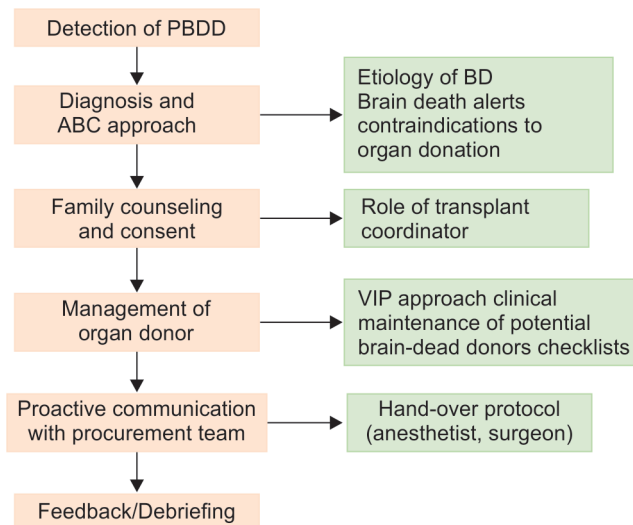 Detection of PBDD
Diagnosis and
ABC approach
Etiology of BD
Brain death alerts
contraindications to
organ donation
Family counseling
and consent
Role of transplant
coordinator
Management of
organ donor
VIP approach clinical
maintenance of potential
brain-dead donors checklists
Proactive communication
with procurement team
Hand-over protocol
(anesthetist, surgeon)
Feedback/Debriefing